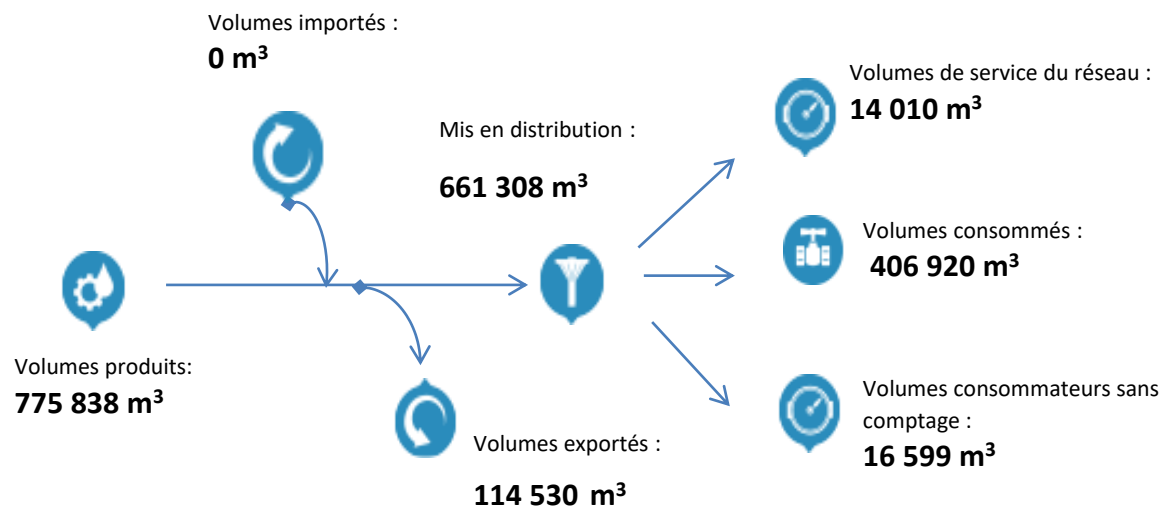 Volumes importés :
0 m³
Volumes de service du réseau :
14 010 m³
Mis en distribution :
661 308 m³
Volumes consommés :
406 920 m³
Volumes produits:
775 838 m³
Volumes exportés :
114 530 m³
Volumes consommateurs sans
comptage :
16 599 m³